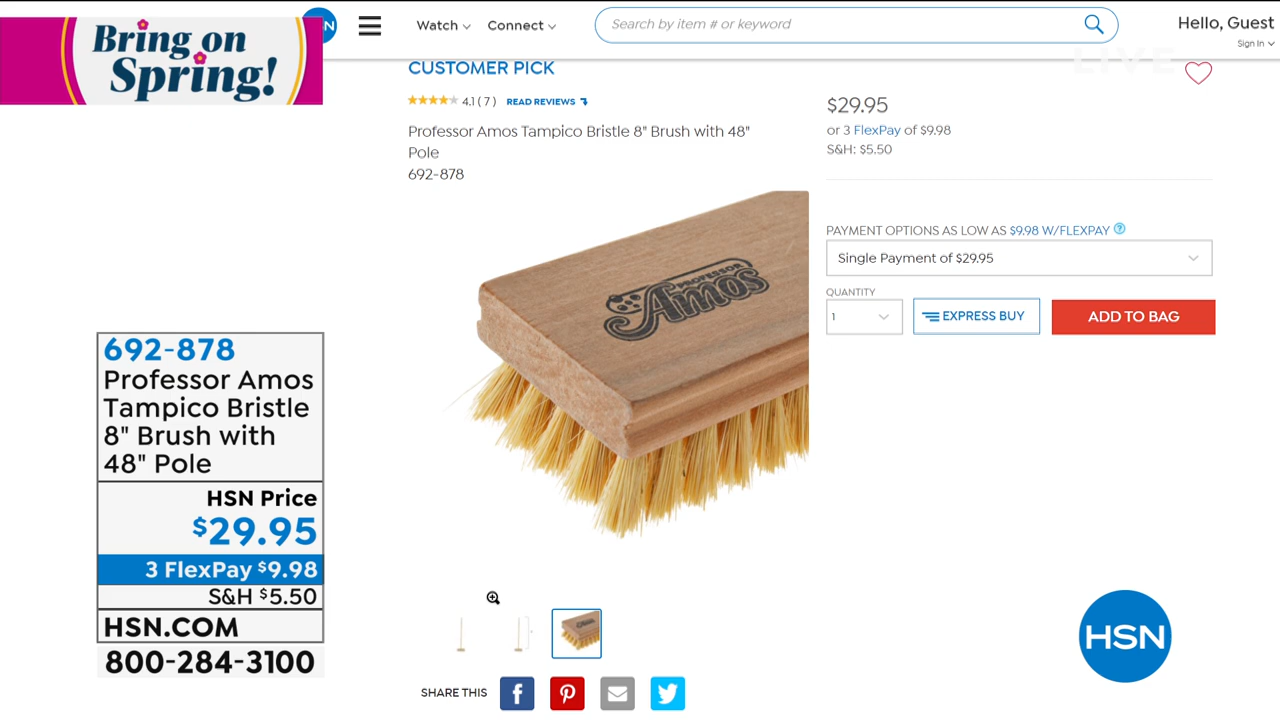 Bring on
Spring!
N
Watch
Connect
Search by item # or keyword
Hello, Guest
Sign In
LIVE
CUSTOMER PICK
4.1 ( 7 ) READ REVIEWS
Professor Amos Tampico Bristle 8" Brush with 48"
Pole
692-878
$29.95
or 3 FlexPay of $9.98
S&H: $5.50
PAYMENT OPTIONS AS LOW AS $9.98 W/FLEXPAY ?
Single Payment of $29.95
QUANTITY
1
EXPRESS BUY
ADD TO BAG
PROFESSOR
Amos
692-878
Professor Amos
Tampico Bristle
8" Brush with
48" Pole
HSN Price
$29.95
3 FlexPay $9.98
S&H $5.50
HSN.COM
800-284-3100
SHARE THIS
HSN